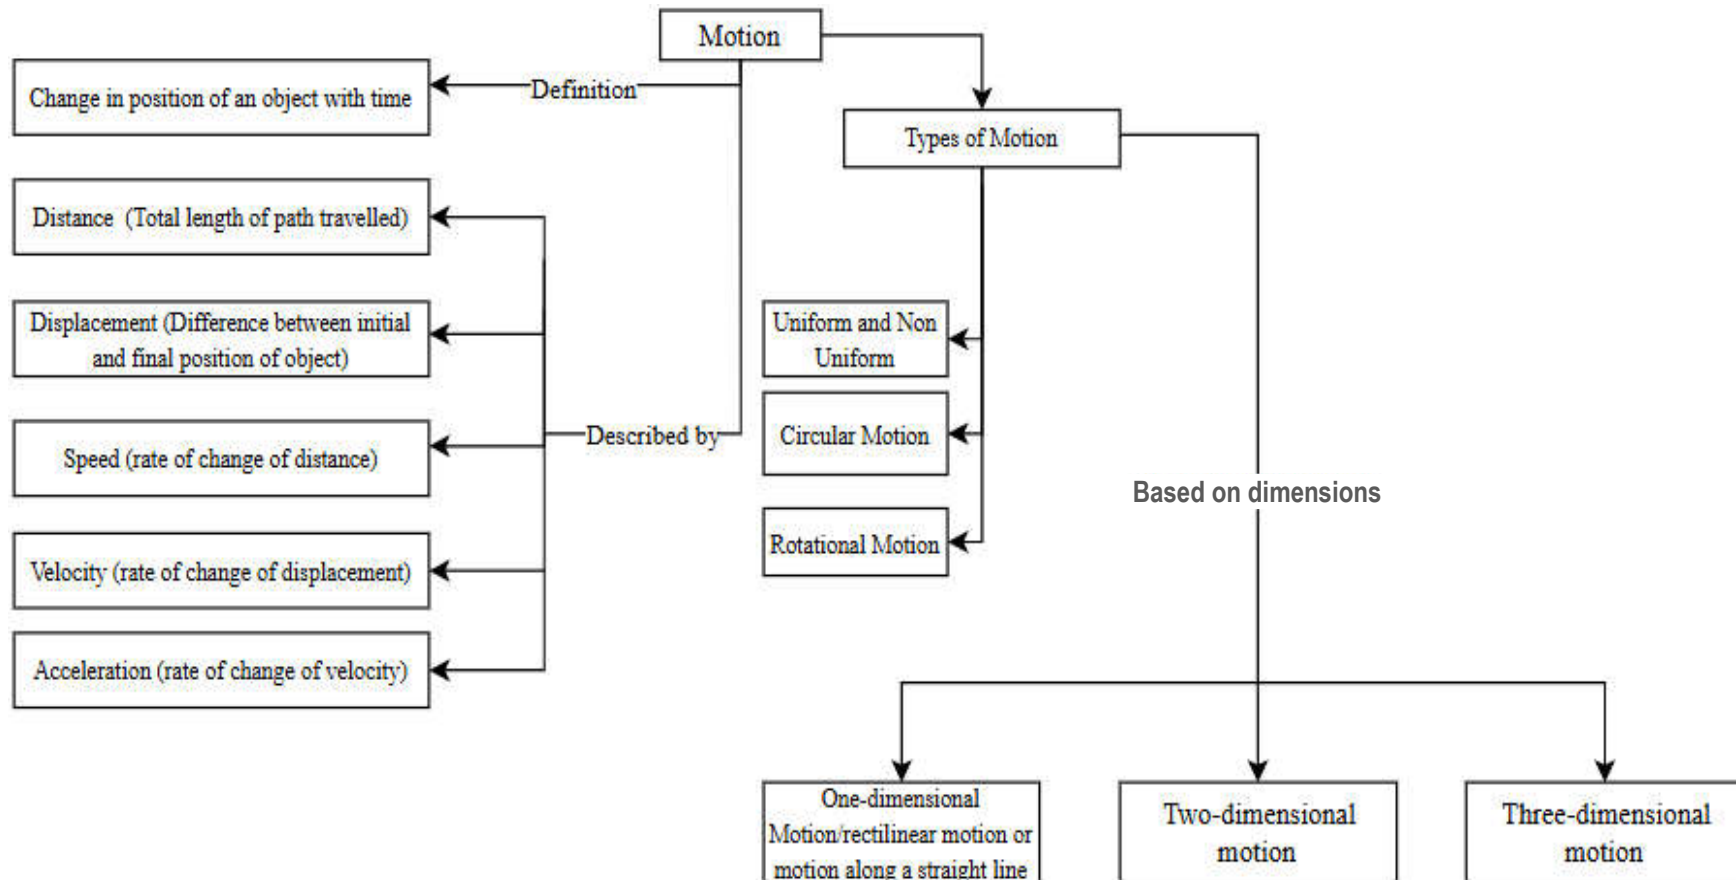 Motion
Definition
Change in position of an object with time
Types of Motion
Distance (Total length of path travelled)
Displacement (Difference between initial
and final position of object)
Uniform and Non
Uniform
Described by
Circular Motion
Speed (rate of change of distance)
Based on dimensions
Rotational Motion
Velocity (rate of change of displacement)
Acceleration (rate of change of velocity)
One-dimensional
Motion/rectilinear motion or
motion along a straight line
Two-dimensional
motion
Three-dimensional
motion